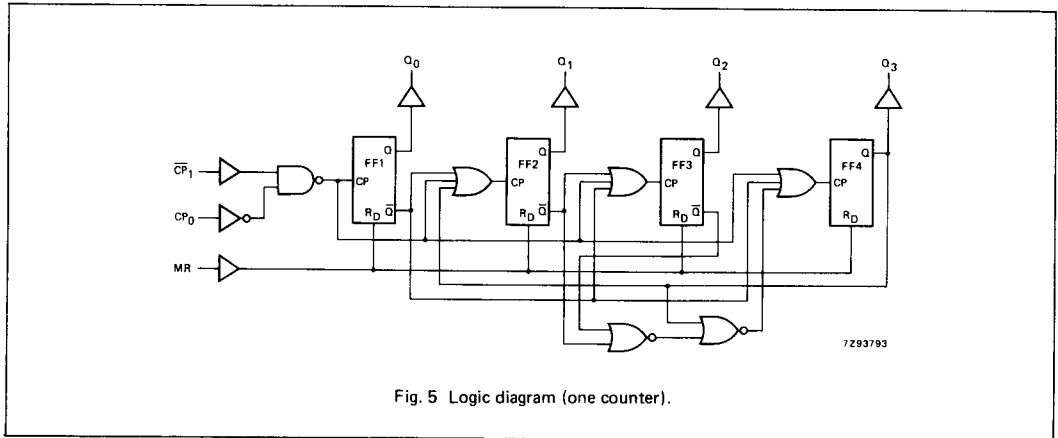 Q0 Q1 Q2 Q3
Q Q Q Q
FF1 FF2 FF3 FF4
C̅P̅1
CP CP CP CP
CP0
RD Q̅ RD Q̅ RD Q̅ RD
MR
7Z93793
Fig. 5 Logic diagram (one counter).